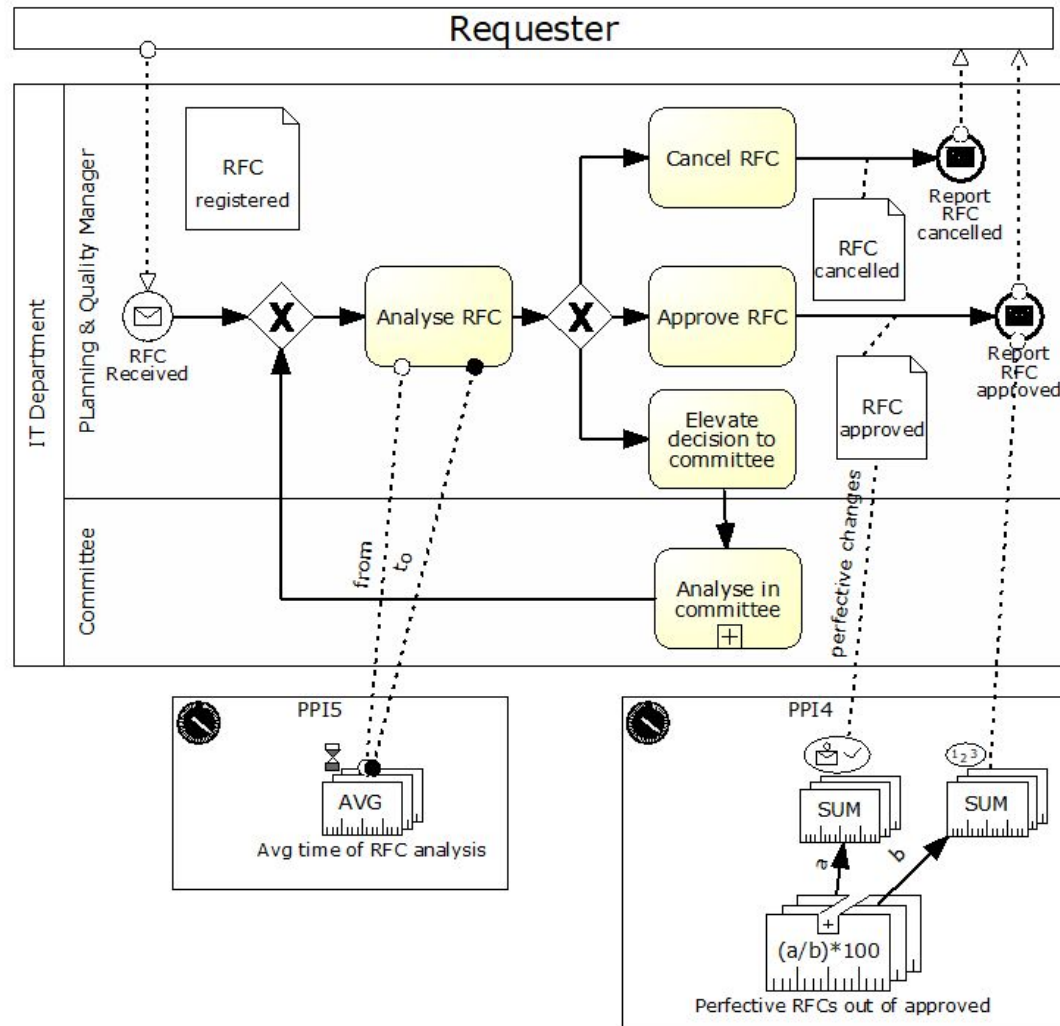 Requester
IT Department
PLanning & Quality Manager
RFC
registered
Cancel RFC
Report
RFC
cancelled
RFC
cancelled
RFC
Received
X
Analyse RFC
X
Approve RFC
Report
RFC
approved
RFC
approved
Elevate
decision to
committee
Committee
from
to
Analyse in
committee
perfective changes
PPI5
AVG
Avg time of RFC analysis
PPI4
123
SUM
SUM
a
b
(a/b)*100
Perfective RFCs out of approved